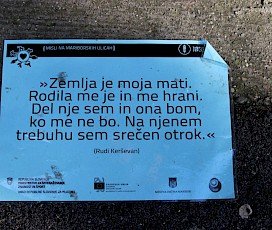 MISLI NA MARIBORSKIH ULICAH
»Zemlja je moja mati.
Rodila me je in me hrani.
Del nje sem in ona bom,
ko me ne bo. Na njenem
trebuhu sem srečen otrok.«
(Rudi Kerševan)